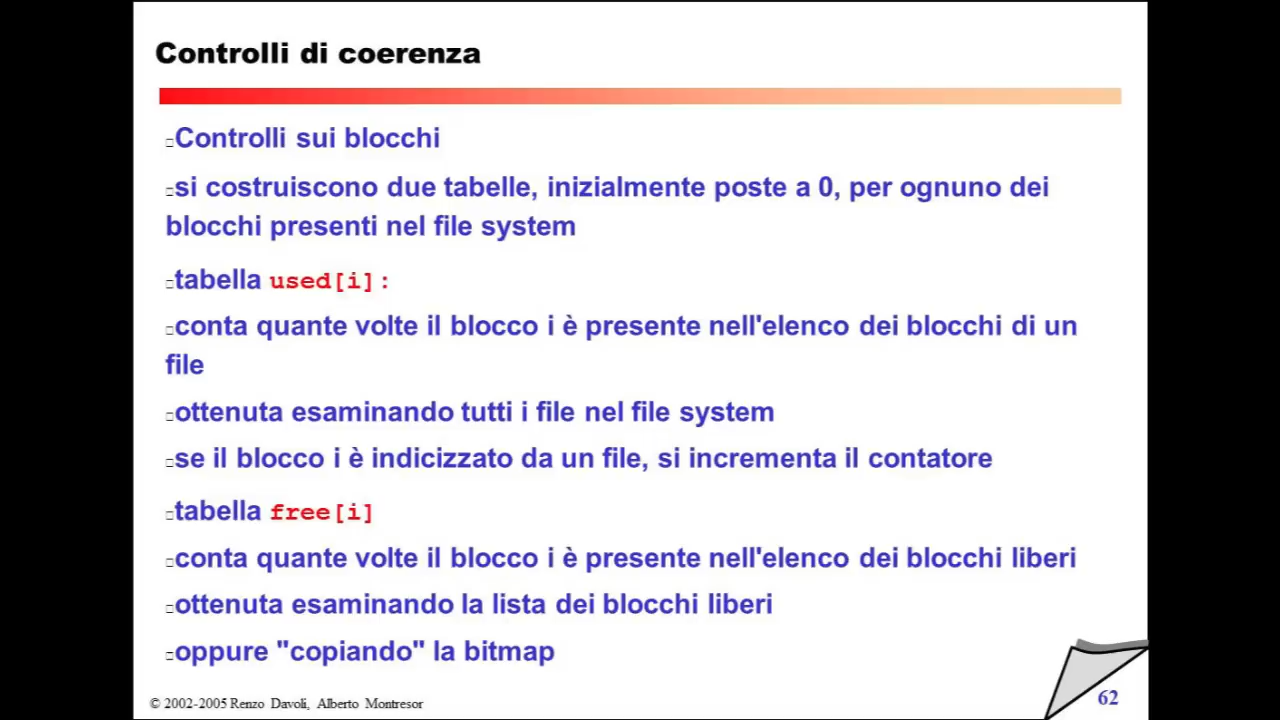 Controlli di coerenza
Controlli sui blocchi
si costruiscono due tabelle, inizialmente poste a 0, per ognuno dei
blocchi presenti nel file system
tabella used[i]:
conta quante volte il blocco i è presente nell'elenco dei blocchi di un
file
ottenuta esaminando tutti i file nel file system
se il blocco i è indicizzato da un file, si incrementa il contatore
tabella free[i]
conta quante volte il blocco i è presente nell'elenco dei blocchi liberi
ottenuta esaminando la lista dei blocchi liberi
oppure "copiando" la bitmap
© 2002-2005 Renzo Davoli, Alberto Montresor
62